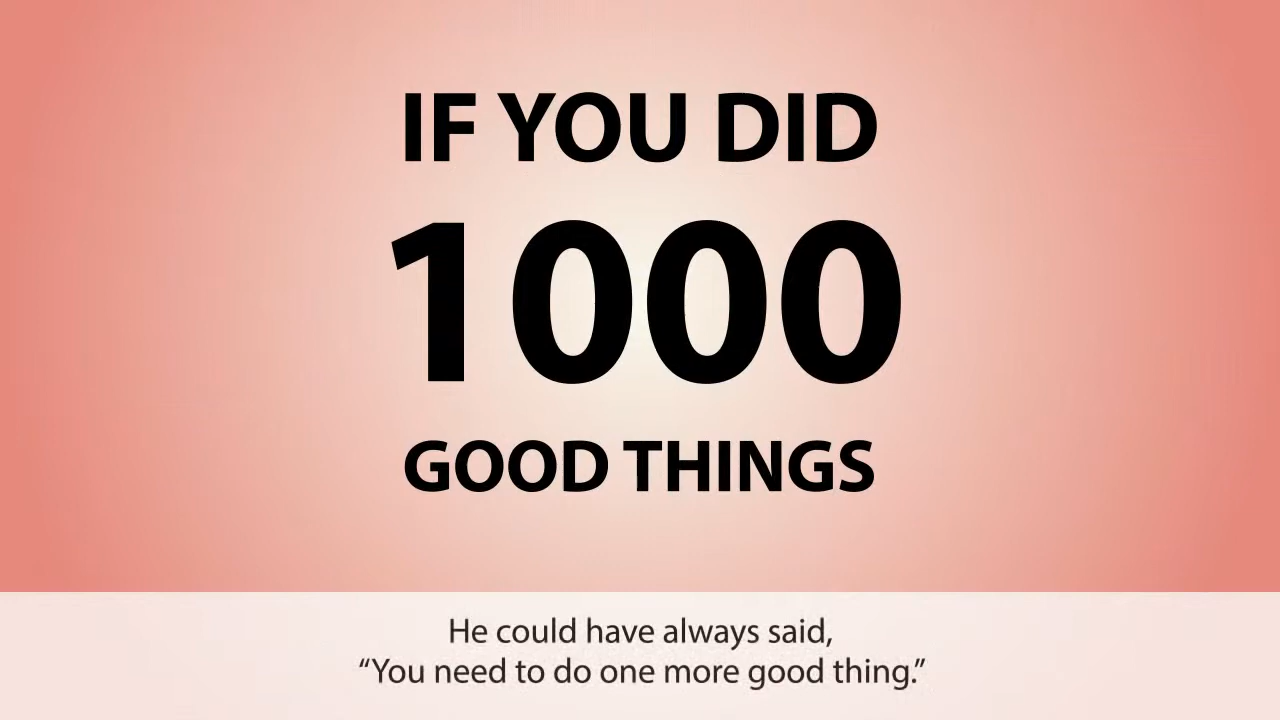 IF YOU DID
1000
GOOD THINGS
He could have always said,
“You need to do one more good thing.”